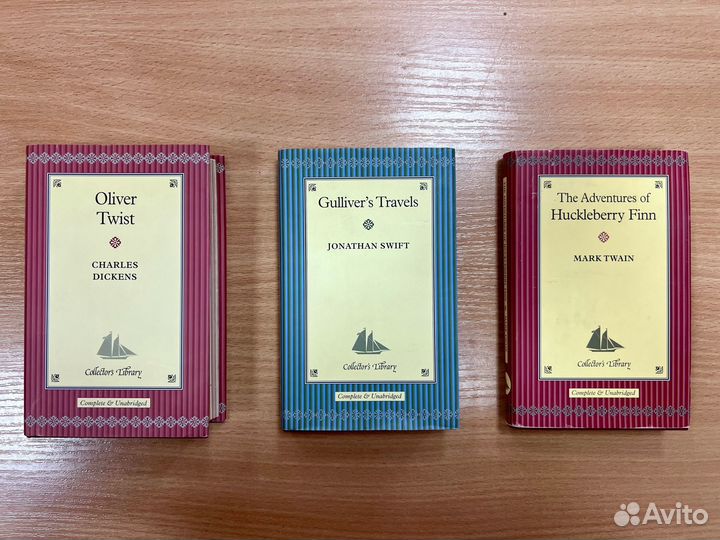 Oliver
Twist
CHARLES
DICKENS
Collector's Library
Complete & Unabridged
Gulliver's Travels
JONATHAN SWIFT
Collector's Library
Complete & Unabridged
The Adventures of
Huckleberry Finn
MARK TWAIN
Collector's Library
Complete & Unabridged
Avito